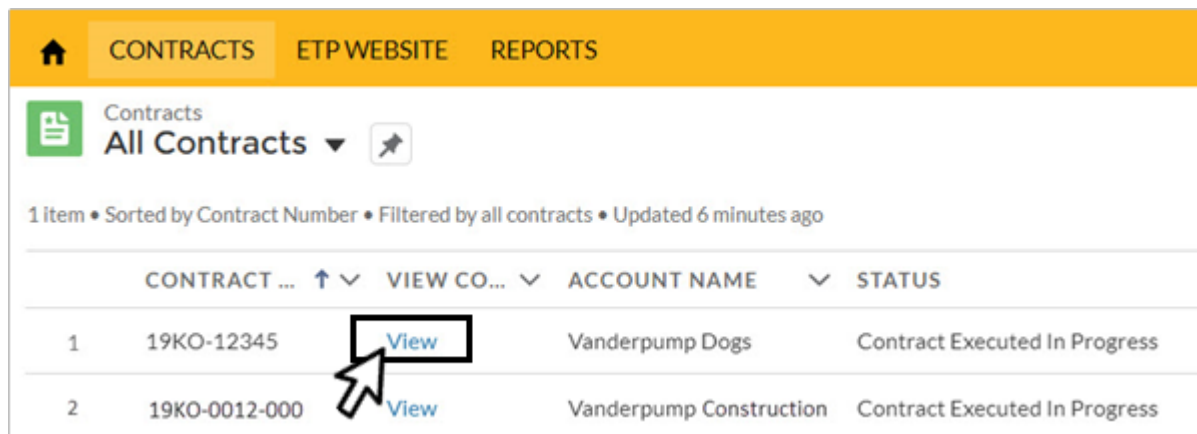 CONTRACTS ETP WEBSITE REPORTS
Contracts
All Contracts
1 item • Sorted by Contract Number • Filtered by all contracts • Updated 6 minutes ago
CONTRACT ... VIEW CO... ACCOUNT NAME STATUS
1 19KO-12345 View Vanderpump Dogs Contract Executed In Progress
2 19KO-0012-000 View Vanderpump Construction Contract Executed In Progress